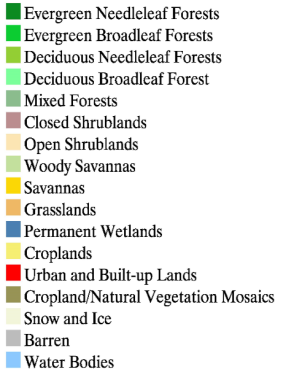 Evergreen Needleleaf Forests
Evergreen Broadleaf Forests
Deciduous Needleleaf Forests
Deciduous Broadleaf Forest
Mixed Forests
Closed Shrublands
Open Shrublands
Woody Savannas
Savannas
Grasslands
Permanent Wetlands
Croplands
Urban and Built-up Lands
Cropland/Natural Vegetation Mosaics
Snow and Ice
Barren
Water Bodies